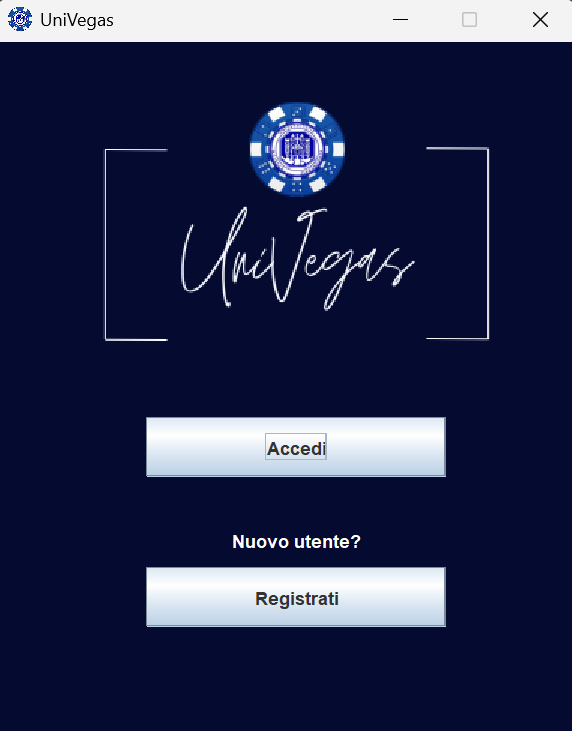 UniVegas
UniVegas
Accedi
Nuovo utente?
Registrati